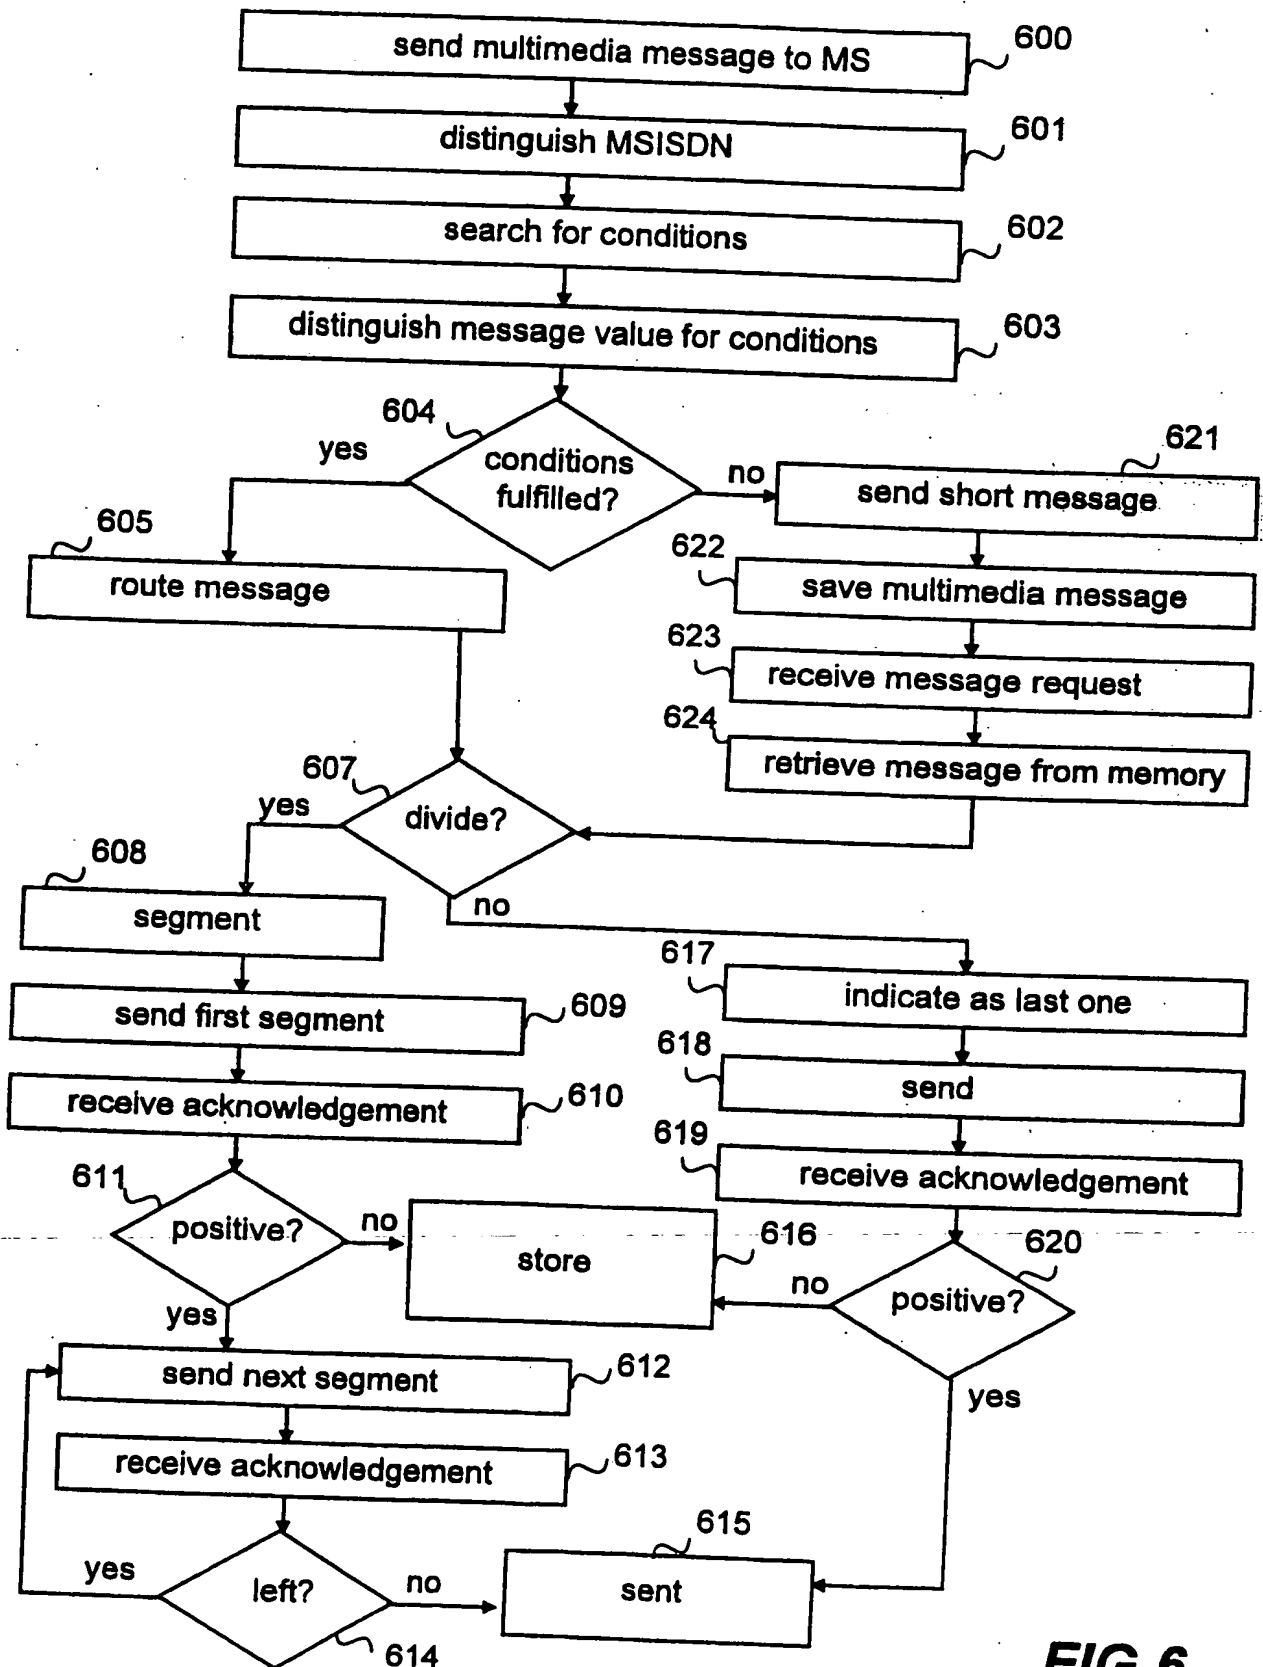 send multimedia message to MS
600
distinguish MSISDN
601
search for conditions
602
distinguish message value for conditions
603
604
yes
conditions
fulfilled?
no
621
send short message
605
route message
622
save multimedia message
623
receive message request
624
retrieve message from memory
607
yes
divide?
no
608
segment
617
indicate as last one
send first segment
609
618
send
receive acknowledgement
610
619
receive acknowledgement
611
positive?
no
store
616
620
no
positive?
yes
yes
send next segment
612
receive acknowledgement
613
615
yes
left?
no
sent
614
FIG 6